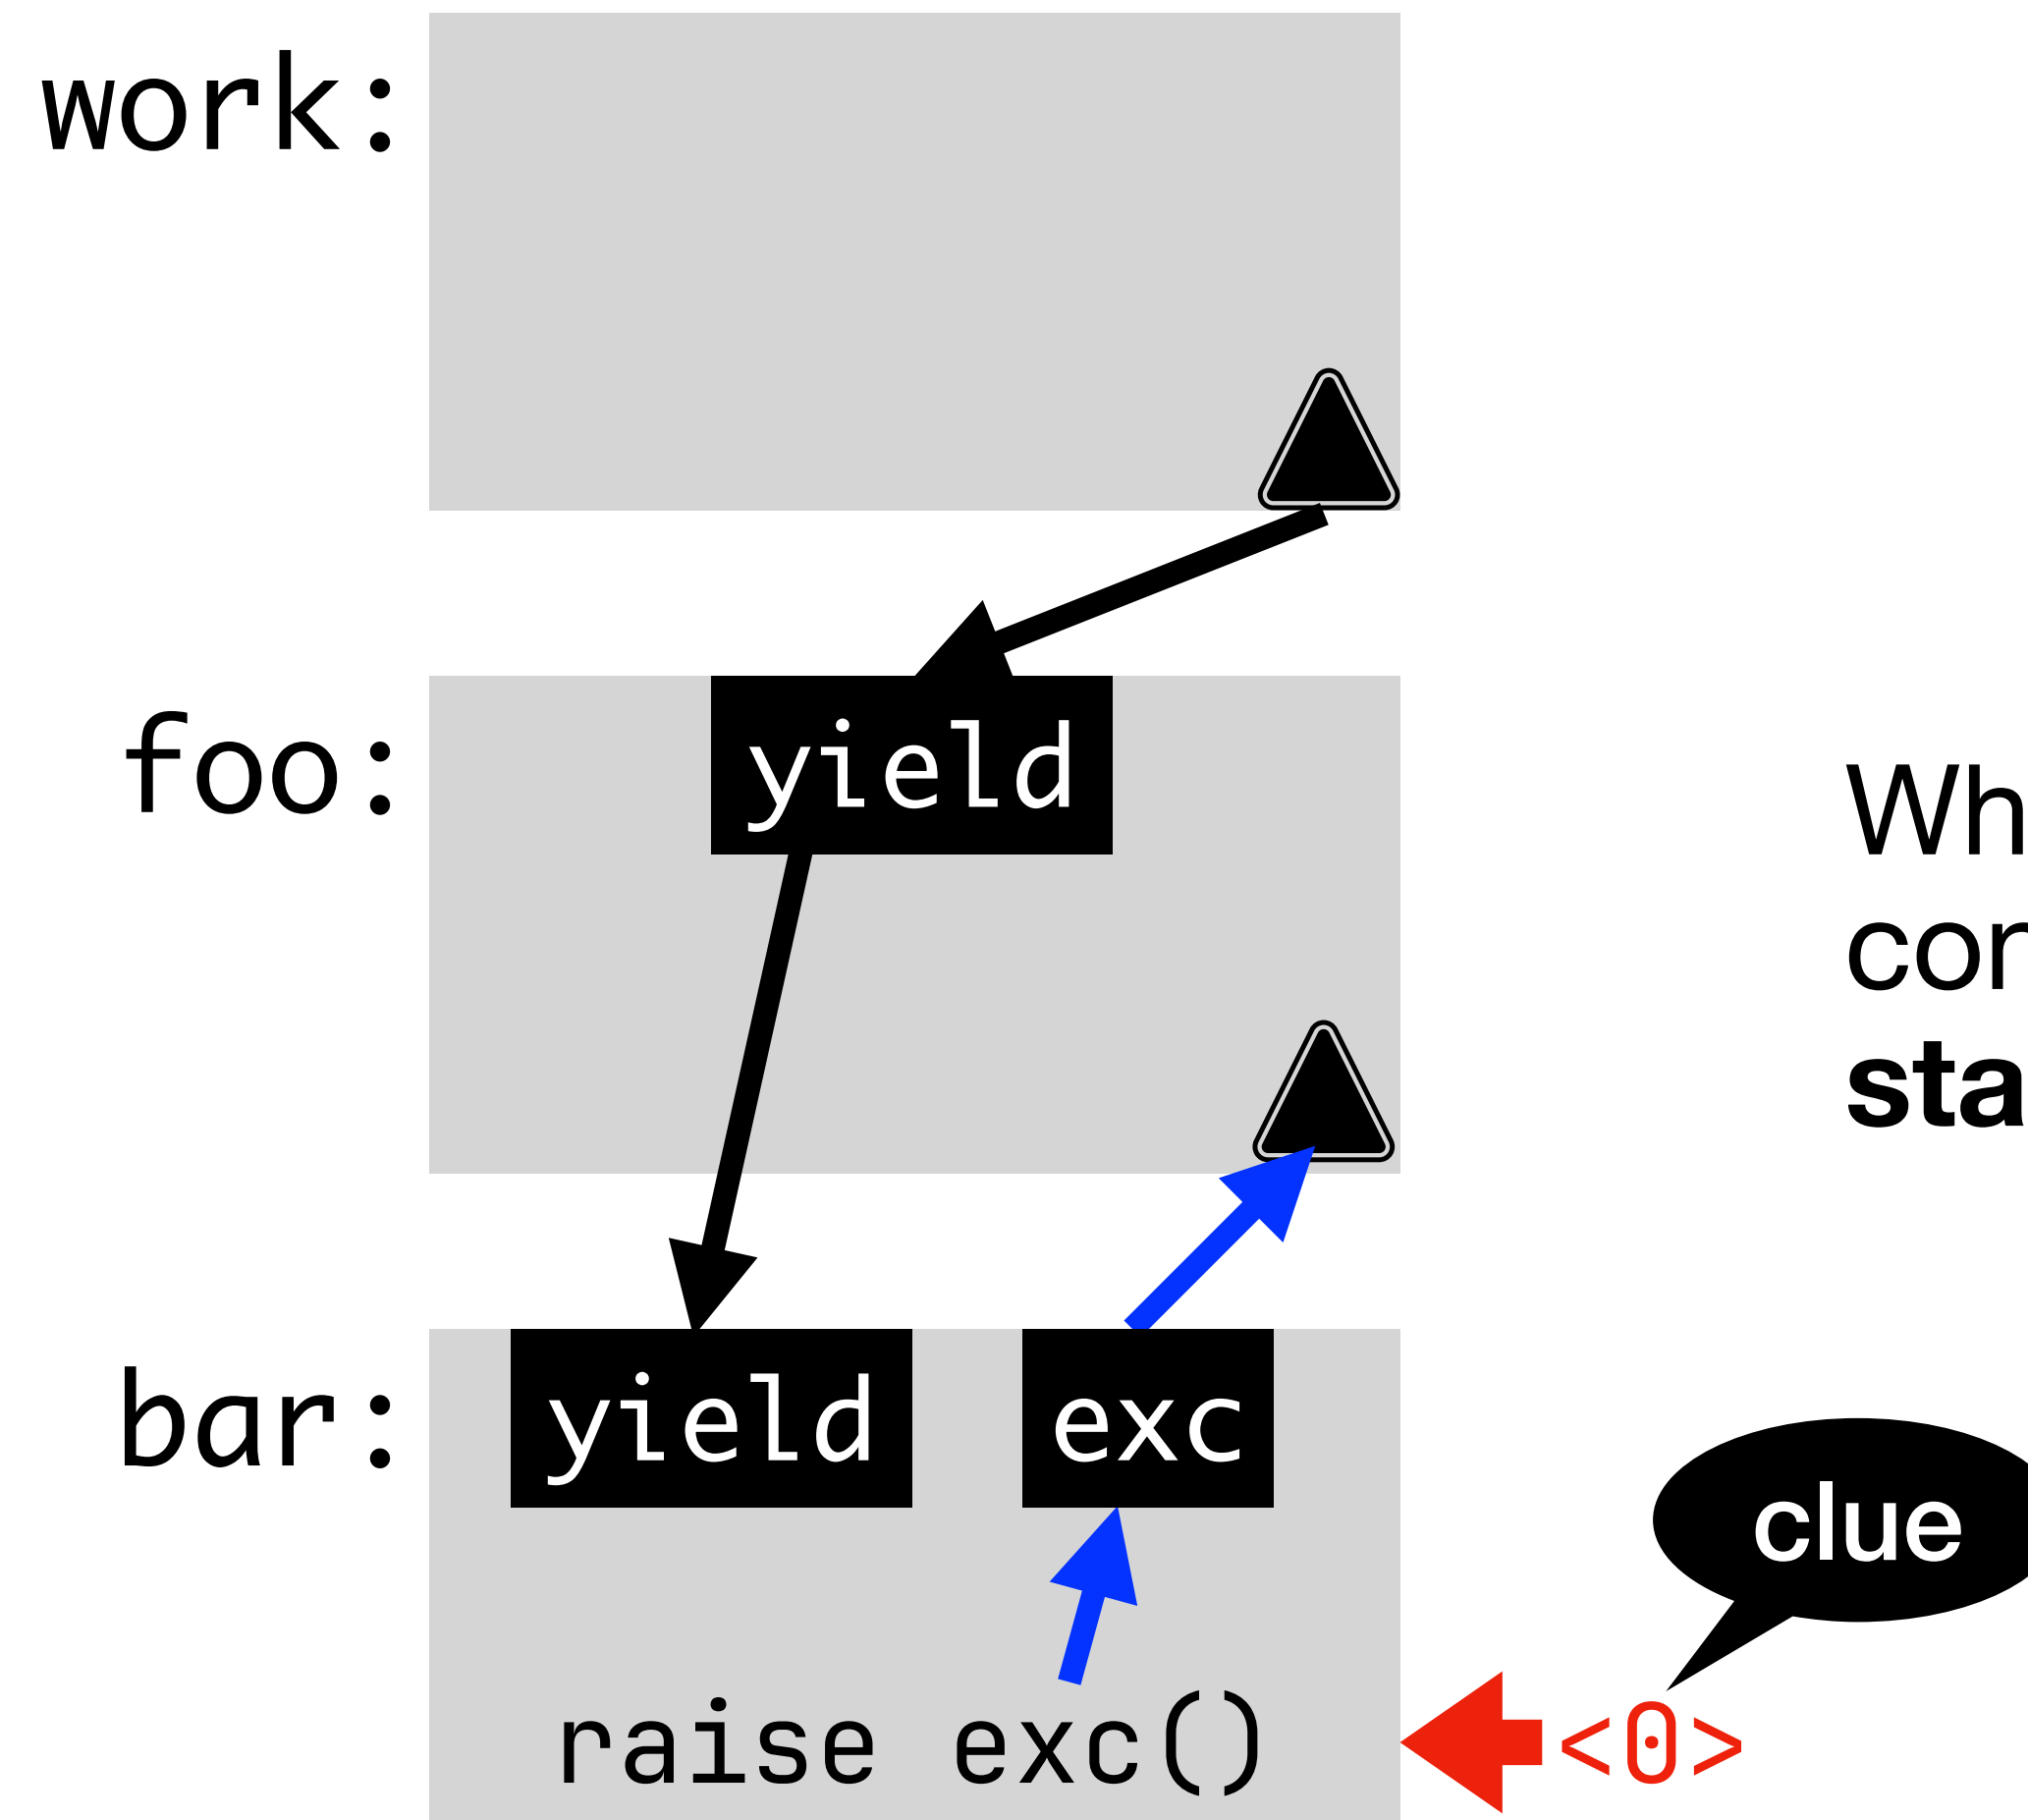 work:
foo:
yield
bar:
yield
exc
clue
raise exc()
<0>